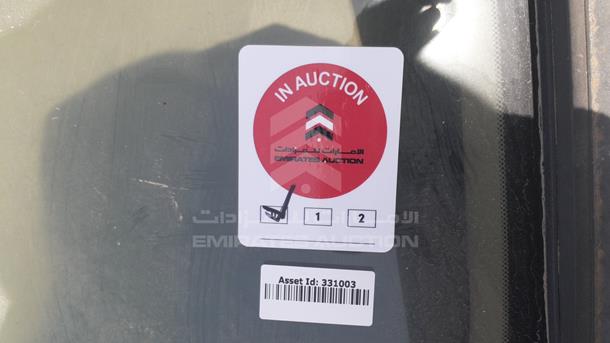 IN AUCTION
الإمارات للمزادات
EMIRATES AUCTION
1 2
الإمارات للمزادات
EMIRATES AUCTION
Asset Id: 331003